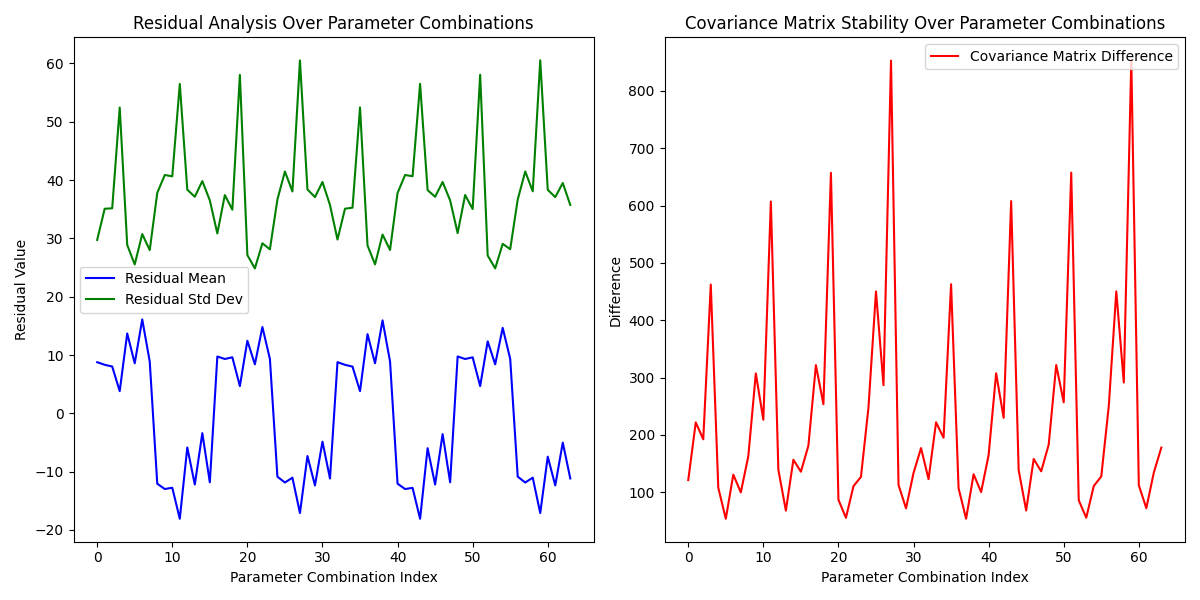 Residual Analysis Over Parameter Combinations
60
50
40
30
20
10
0
−10
−20
Residual Value
Residual Mean
Residual Std Dev
0 10 20 30 40 50 60
Parameter Combination Index
Covariance Matrix Stability Over Parameter Combinations
Covariance Matrix Difference
800
700
600
500
400
300
200
100
Difference
0 10 20 30 40 50 60
Parameter Combination Index